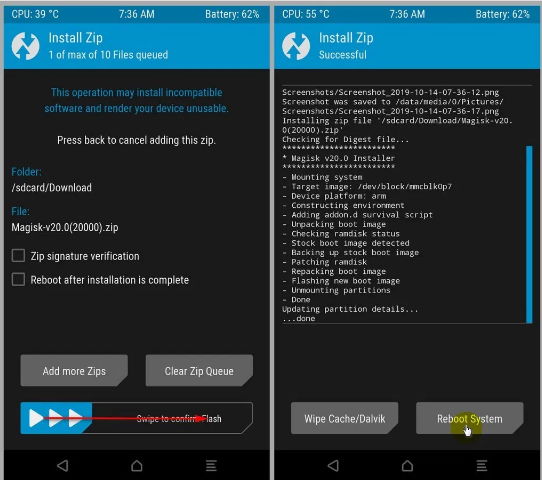 CPU: 39 °C 7:36 AM Battery: 62%
Install Zip
1 of max of 10 Files queued
This operation may install incompatible
software and render your device unusable.
Press back to cancel adding this zip.
Folder:
/sdcard/Download
File:
Magisk-v20.0(20000).zip
Zip signature verification
Reboot after installation is complete
Add more Zips
Clear Zip Queue
Swipe to confirm Flash
CPU: 55 °C 7:36 AM Battery: 62%
Install Zip
Successful
Screenshots/Screenshot_2019-10-14-07-36-12.png
Screenshot was saved to /data/media/0/Pictures/
Screenshots/Screenshot_2019-10-14-07-36-17.png
Installing zip file '/sdcard/Download/Magisk-v20.
0(20000).zip'
Checking for Digest file...
************************
* Magisk v20.0 Installer
************************
- Mounting system
- Target image: /dev/block/mmcblk0p7
- Device platform: arm
- Constructing environment
- Adding addon.d survival script
- Unpacking boot image
- Checking ramdisk status
- Stock boot image detected
- Backing up stock boot image
- Patching ramdisk
- Repacking boot image
- Flashing new boot image
- Unmounting partitions
- Done
Updating partition details...
...done
Wipe Cache/Dalvik
Reboot System